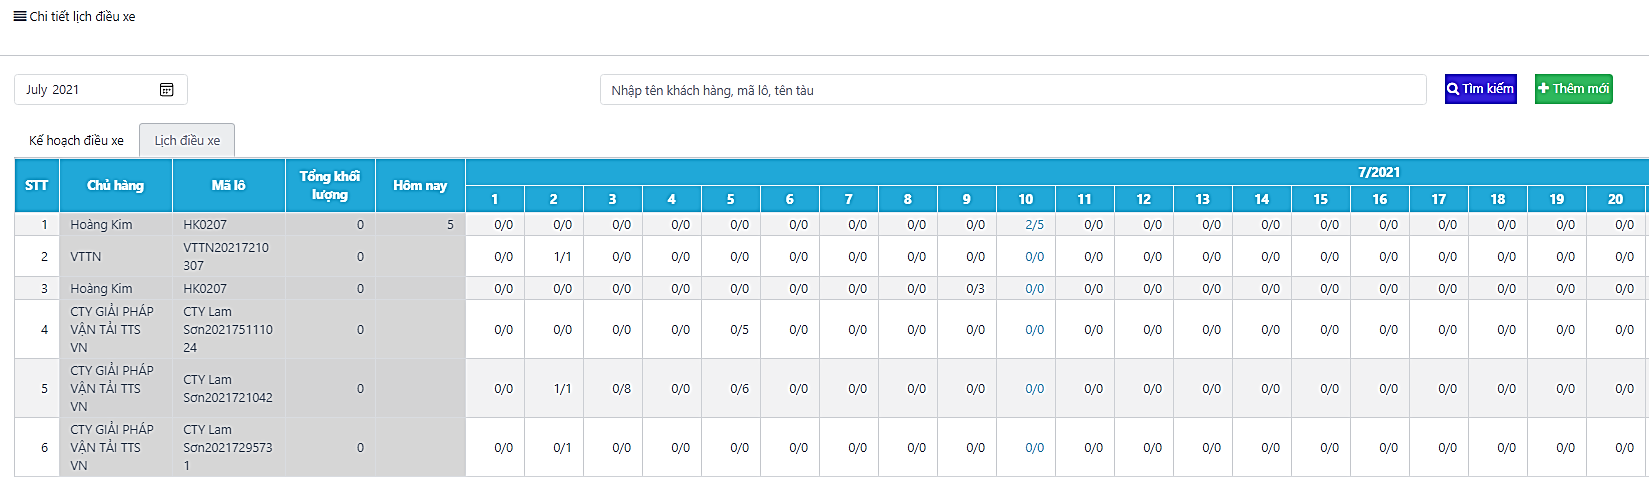 Chi tiết lịch điều xe
July 2021
Nhập tên khách hàng, mã lô, tên tàu
Tìm kiếm
Thêm mới
Kế hoạch điều xe
Lịch điều xe
STT Chủ hàng Mã lô Tổng khối lượng Hôm nay 7/2021
1 2 3 4 5 6 7 8 9 10 11 12 13 14 15 16 17 18 19 20
1 Hoàng Kim HK0207 0 5 0/0 0/0 0/0 0/0 0/0 0/0 0/0 0/0 0/0 2/5 0/0 0/0 0/0 0/0 0/0 0/0 0/0 0/0 0/0 0/0
2 VTTN VTTN20217210307 0 0/0 1/1 0/0 0/0 0/0 0/0 0/0 0/0 0/0 0/0 0/0 0/0 0/0 0/0 0/0 0/0 0/0 0/0 0/0 0/0
3 Hoàng Kim HK0207 0 0/0 0/0 0/0 0/0 0/0 0/0 0/0 0/0 0/3 0/0 0/0 0/0 0/0 0/0 0/0 0/0 0/0 0/0 0/0 0/0
4 CTY GIẢI PHÁP VẬN TẢI TTS VN CTY Lam Sơn202175111024 0 0/0 0/0 0/0 0/0 0/5 0/0 0/0 0/0 0/0 0/0 0/0 0/0 0/0 0/0 0/0 0/0 0/0 0/0 0/0 0/0
5 CTY GIẢI PHÁP VẬN TẢI TTS VN CTY Lam Sơn2021721042 0 0/0 1/1 0/8 0/0 0/6 0/0 0/0 0/0 0/0 0/0 0/0 0/0 0/0 0/0 0/0 0/0 0/0 0/0 0/0 0/0
6 CTY GIẢI PHÁP VẬN TẢI TTS VN CTY Lam Sơn20217295731 0 0/0 0/1 0/0 0/0 0/0 0/0 0/0 0/0 0/0 0/0 0/0 0/0 0/0 0/0 0/0 0/0 0/0 0/0 0/0 0/0